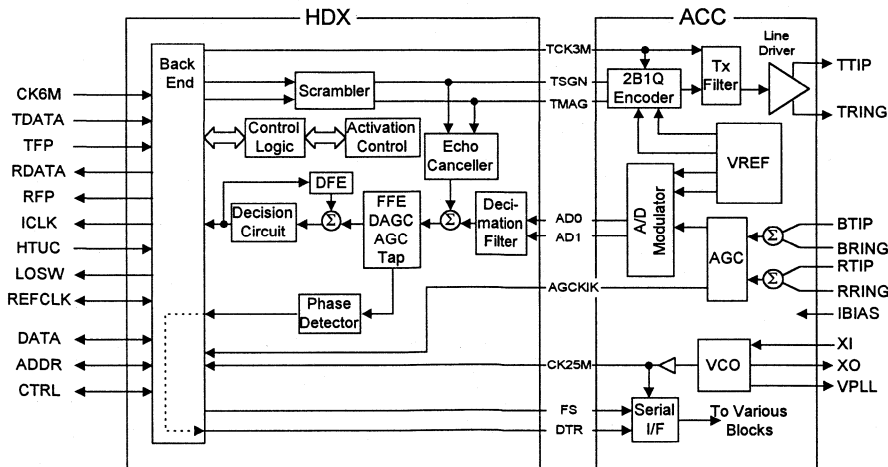 HDX
ACC
Back
End
CK6M
TDATA
TFP
RDATA
RFP
ICLK
HTUC
LOSW
REFCLK
DATA
ADDR
CTRL
Scrambler
Control
Logic
Activation
Control
Echo
Canceller
DFE
Decision
Circuit
Σ
FFE
DAGC
AGC
Tap
Σ
Deci-
mation
Filter
Phase
Detector
TCK3M
TSGN
TMAG
AD0
AD1
AGCKIK
CK25M
FS
DTR
2B1Q
Encoder
Tx
Filter
Line
Driver
TTIP
TRING
VREF
A/D
Modulator
AGC
Σ
Σ
BTIP
BRING
RTIP
RRING
IBIAS
VCO
XI
XO
VPLL
Serial
I/F
To Various
Blocks